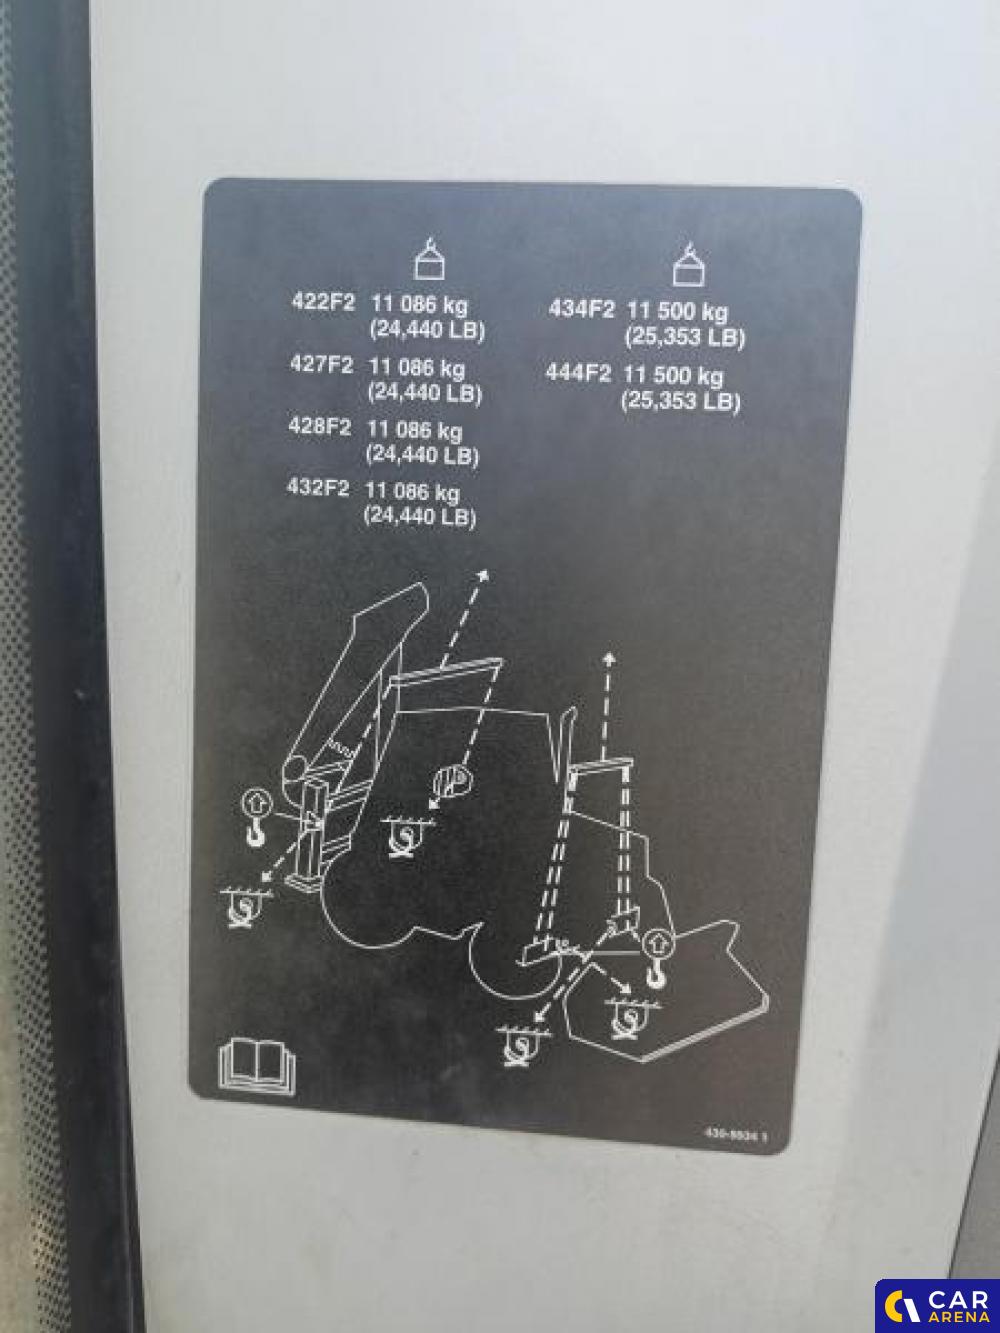 422F2 11 086 kg
(24,440 LB)
427F2 11 086 kg
(24,440 LB)
428F2 11 086 kg
(24,440 LB)
432F2 11 086 kg
(24,440 LB)
434F2 11 500 kg
(25,353 LB)
444F2 11 500 kg
(25,353 LB)
CAR
ARENA